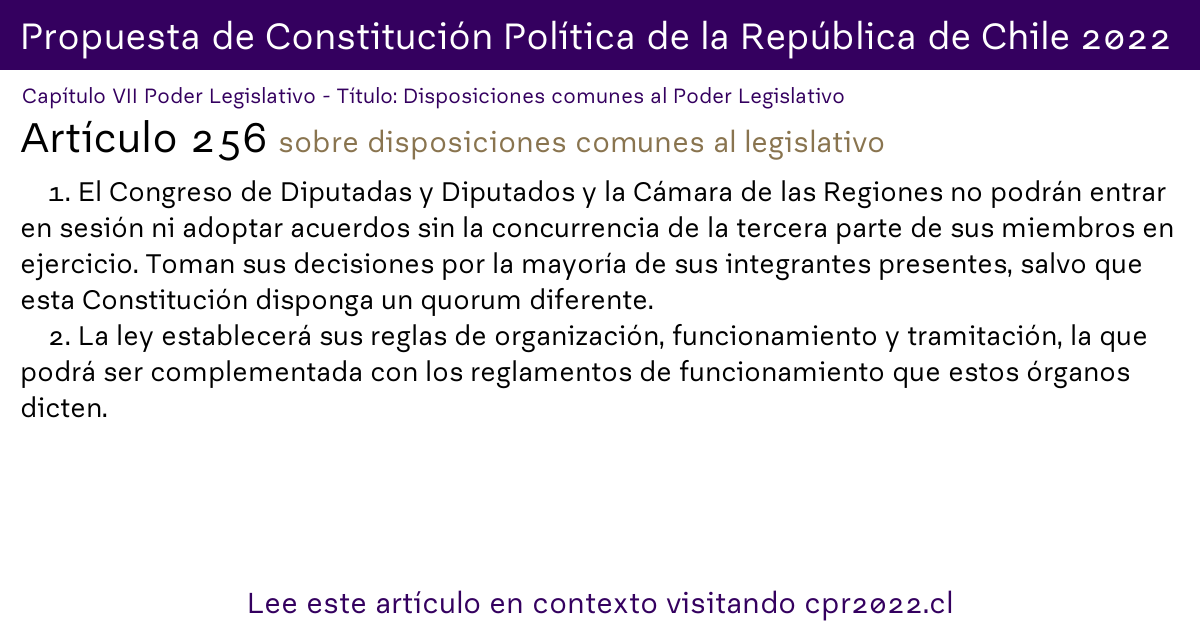 Propuesta de Constitución Política de la República de Chile 2022
Capítulo VII Poder Legislativo - Título: Disposiciones comunes al Poder Legislativo
Artículo 256 sobre disposiciones comunes al legislativo
1. El Congreso de Diputadas y Diputados y la Cámara de las Regiones no podrán entrar
en sesión ni adoptar acuerdos sin la concurrencia de la tercera parte de sus miembros en
ejercicio. Toman sus decisiones por la mayoría de sus integrantes presentes, salvo que
esta Constitución disponga un quorum diferente.
2. La ley establecerá sus reglas de organización, funcionamiento y tramitación, la que
podrá ser complementada con los reglamentos de funcionamiento que estos órganos
dicten.
Lee este artículo en contexto visitando cpr2022.cl